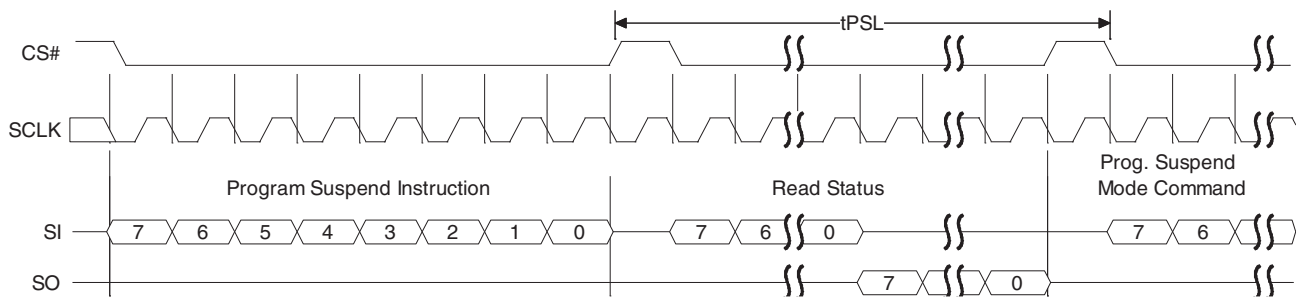 tPSL
CS#
SCLK
Prog. Suspend
Program Suspend Instruction Read Status Mode Command
SI 7 6 5 4 3 2 1 0 7 6 0 7 6
SO 7 0